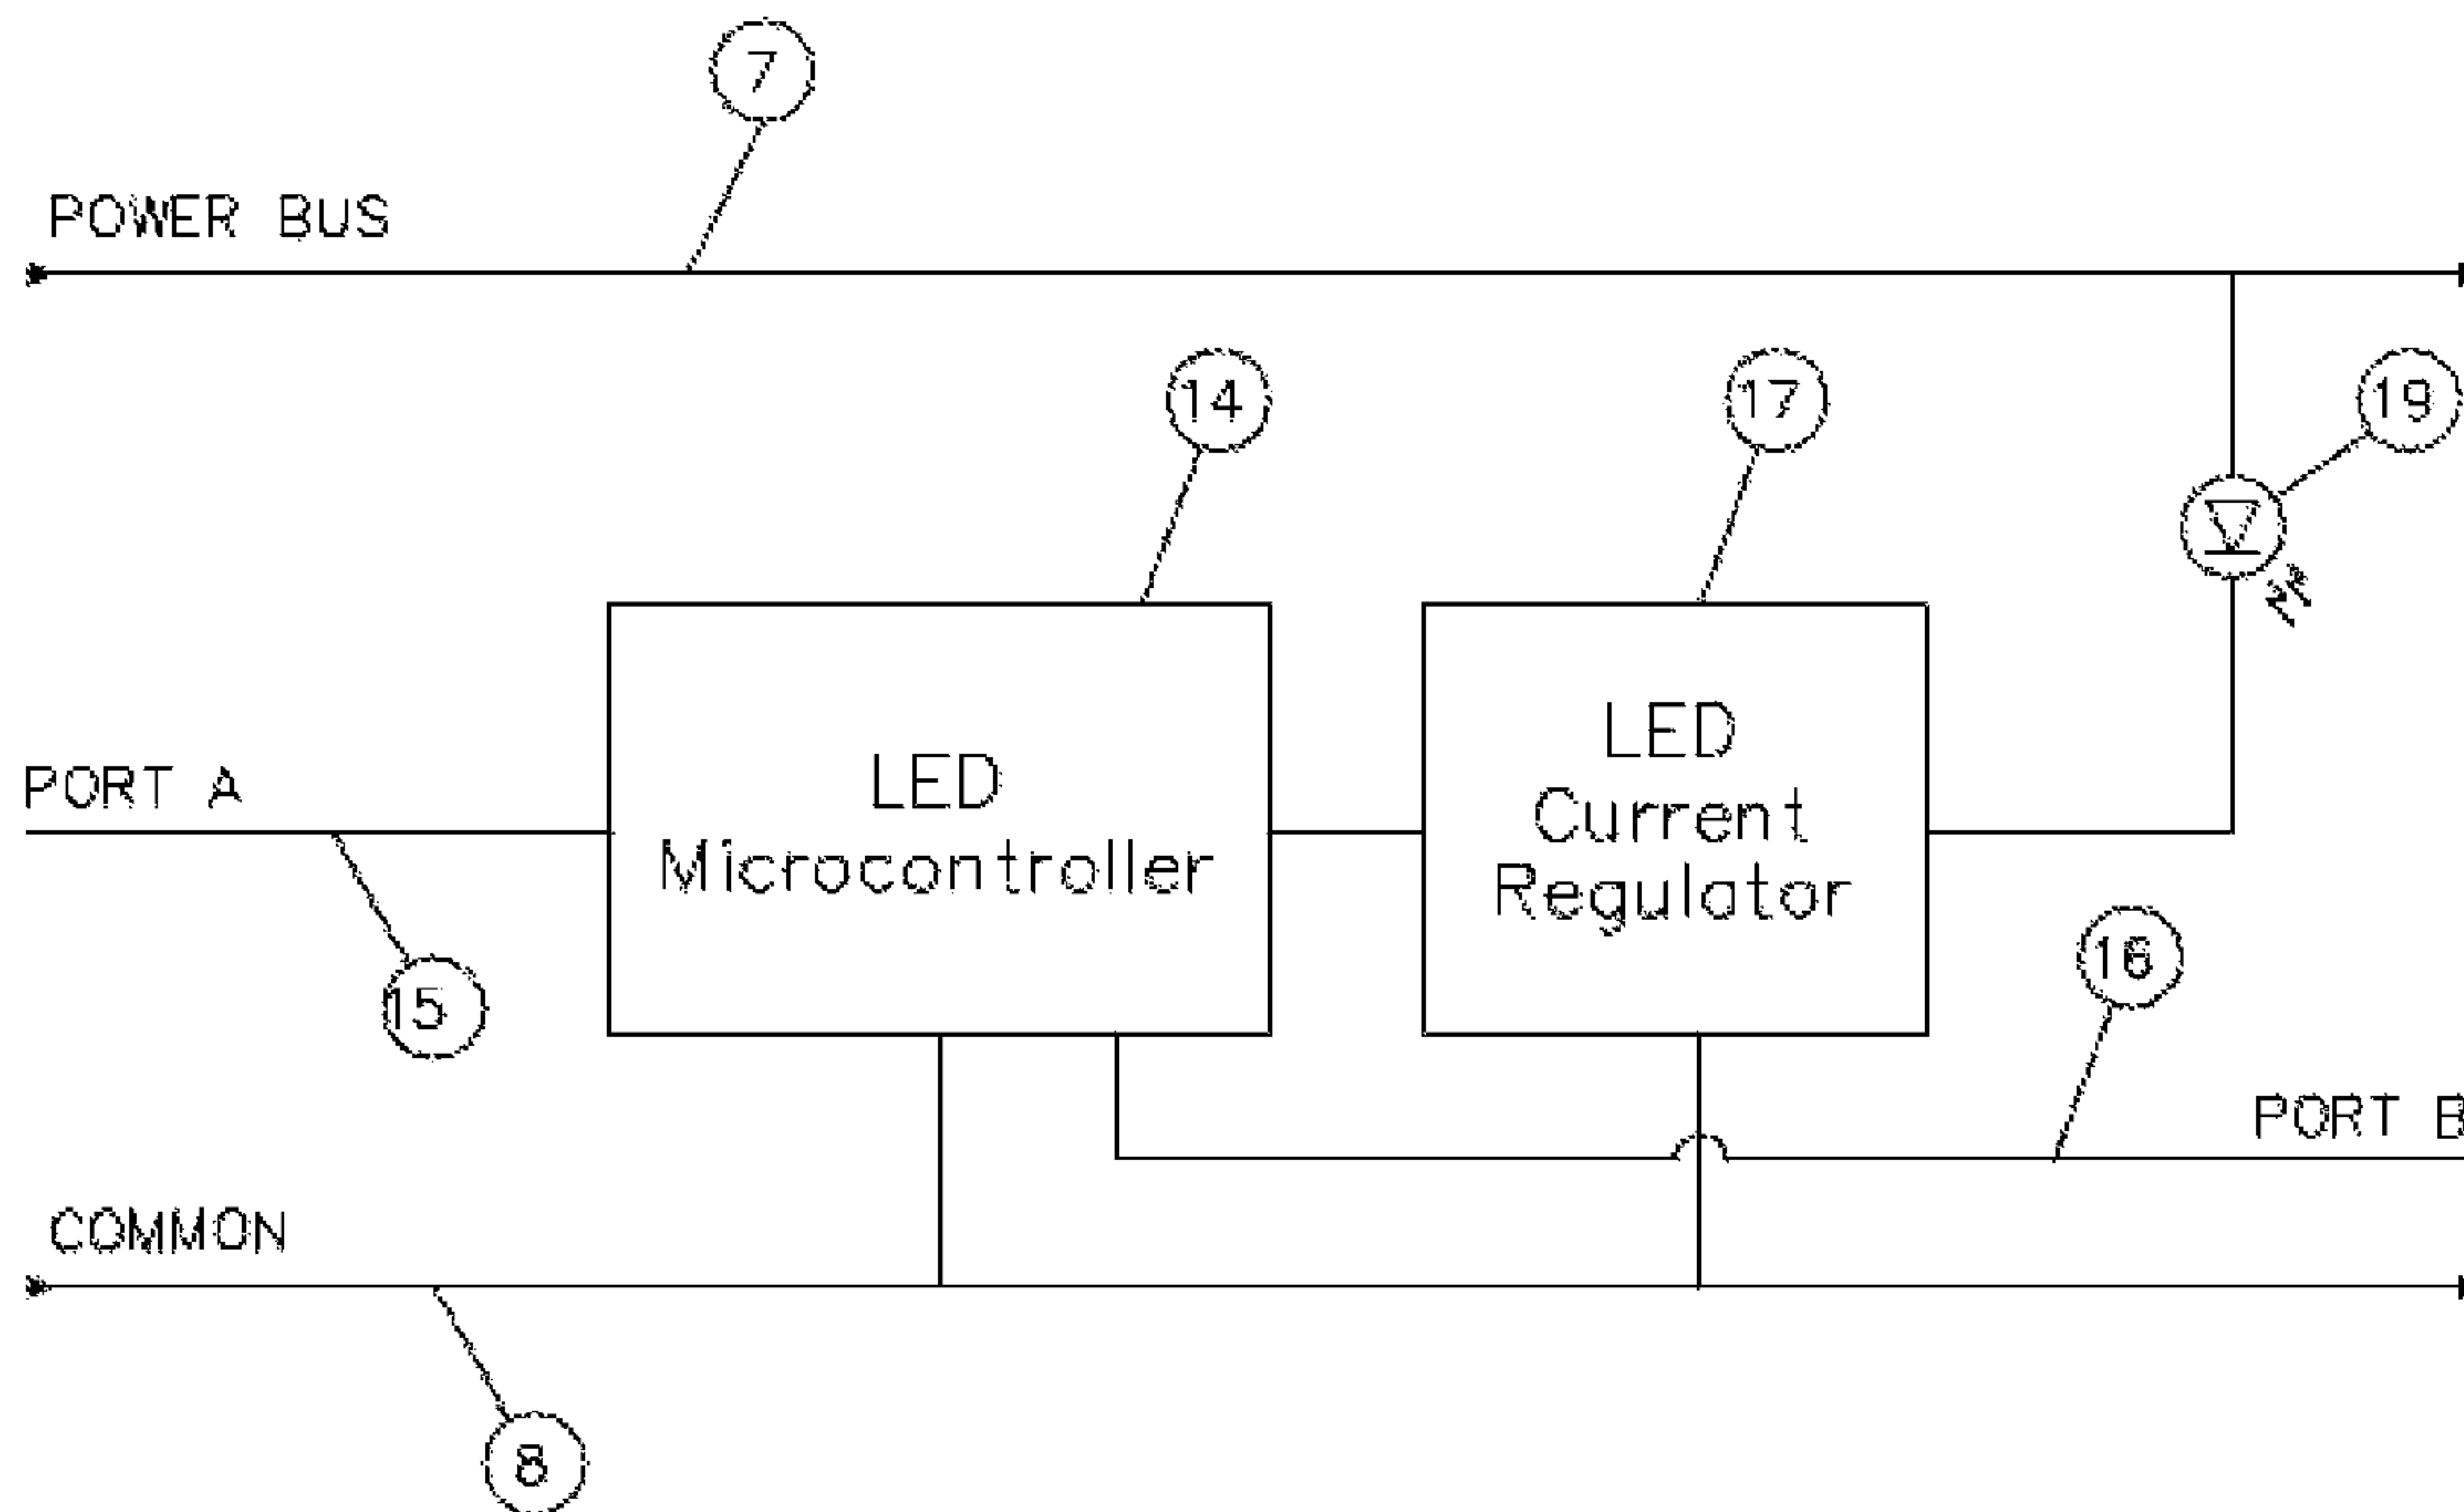 7
POWER BUS
14
17
19
LED
Microcontroller
LED
Current
Regulator
PORT A
15
16
PORT B
COMMON
8